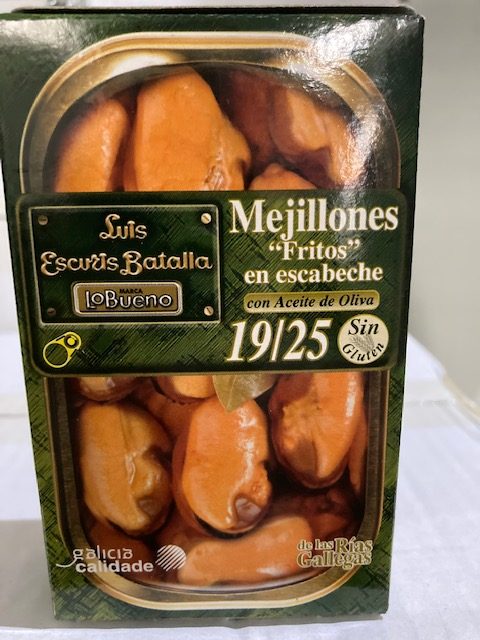 Luis
Escuris Batalla
MARCA
LoBueno
Mejillones
"Fritos"
en escabeche
con Aceite de Oliva
19/25
Sin
Gluten
galicia
calidade
de las Rías
Gallegas